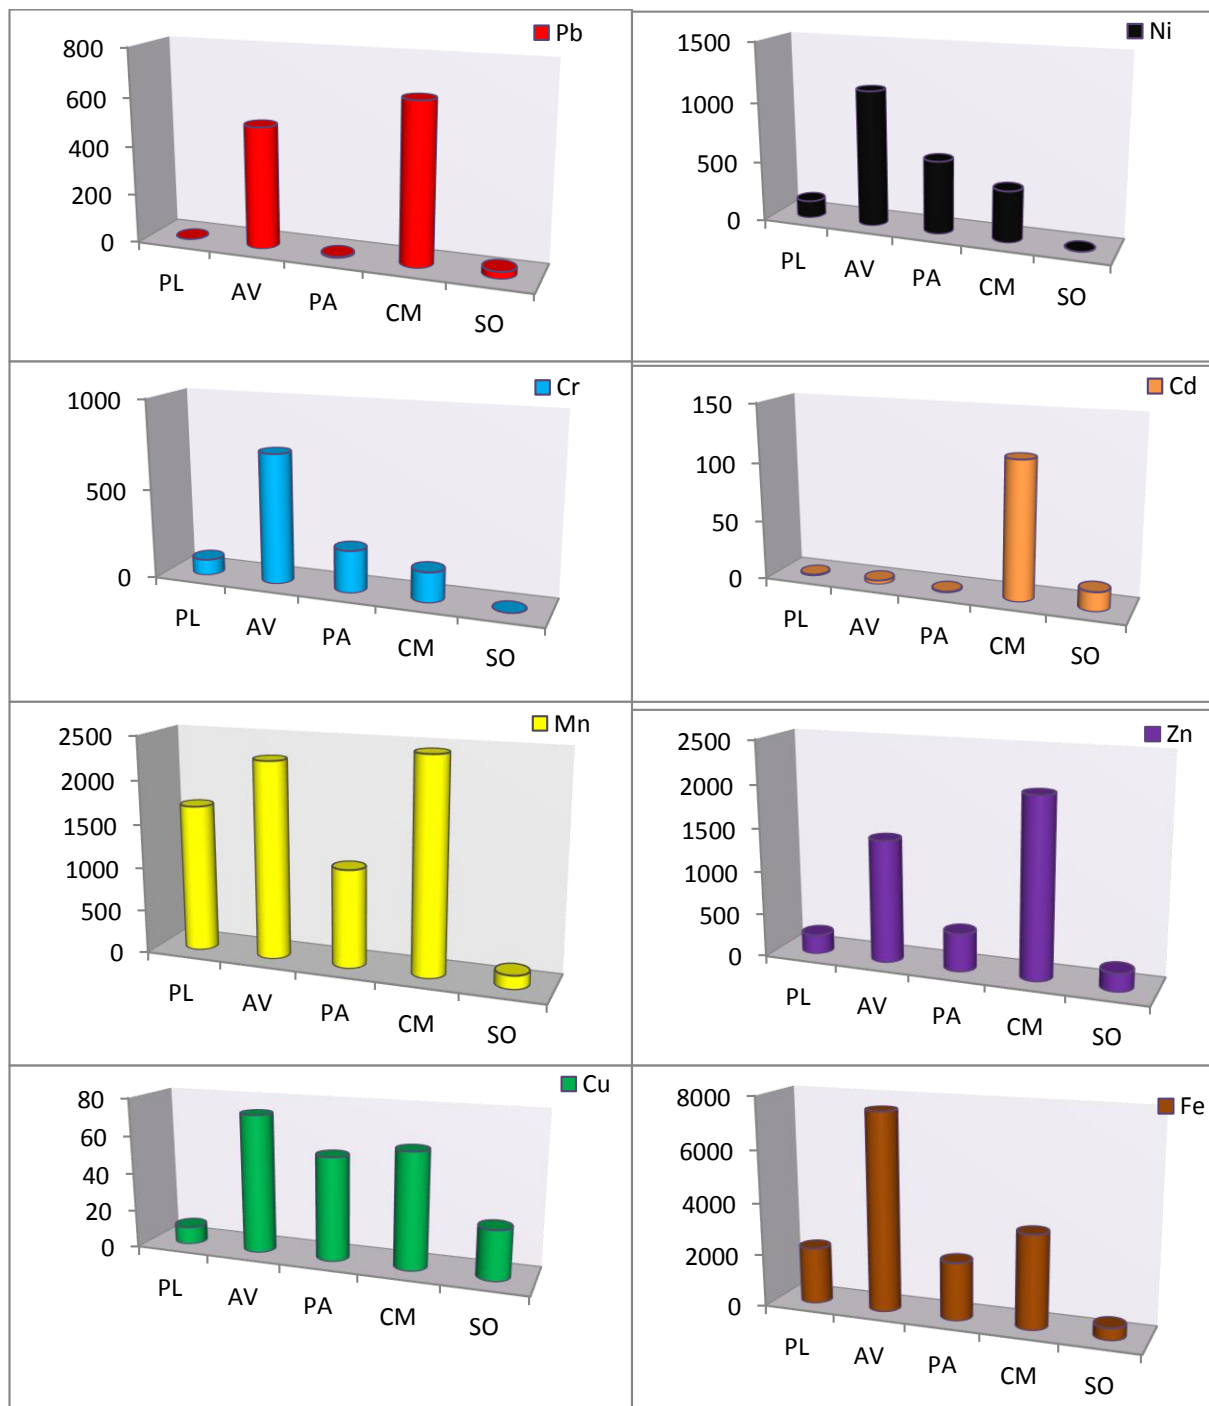 Pb
800
600
400
200
0
PL
AV
PA
CM
SO
Ni
1500
1000
500
0
PL
AV
PA
CM
SO
Cr
1000
500
0
PL
AV
PA
CM
SO
Cd
150
100
50
0
PL
AV
PA
CM
SO
Mn
2500
2000
1500
1000
500
0
PL
AV
PA
CM
SO
Zn
2500
2000
1500
1000
500
0
PL
AV
PA
CM
SO
Cu
80
60
40
20
0
PL
AV
PA
CM
SO
Fe
8000
6000
4000
2000
0
PL
AV
PA
CM
SO